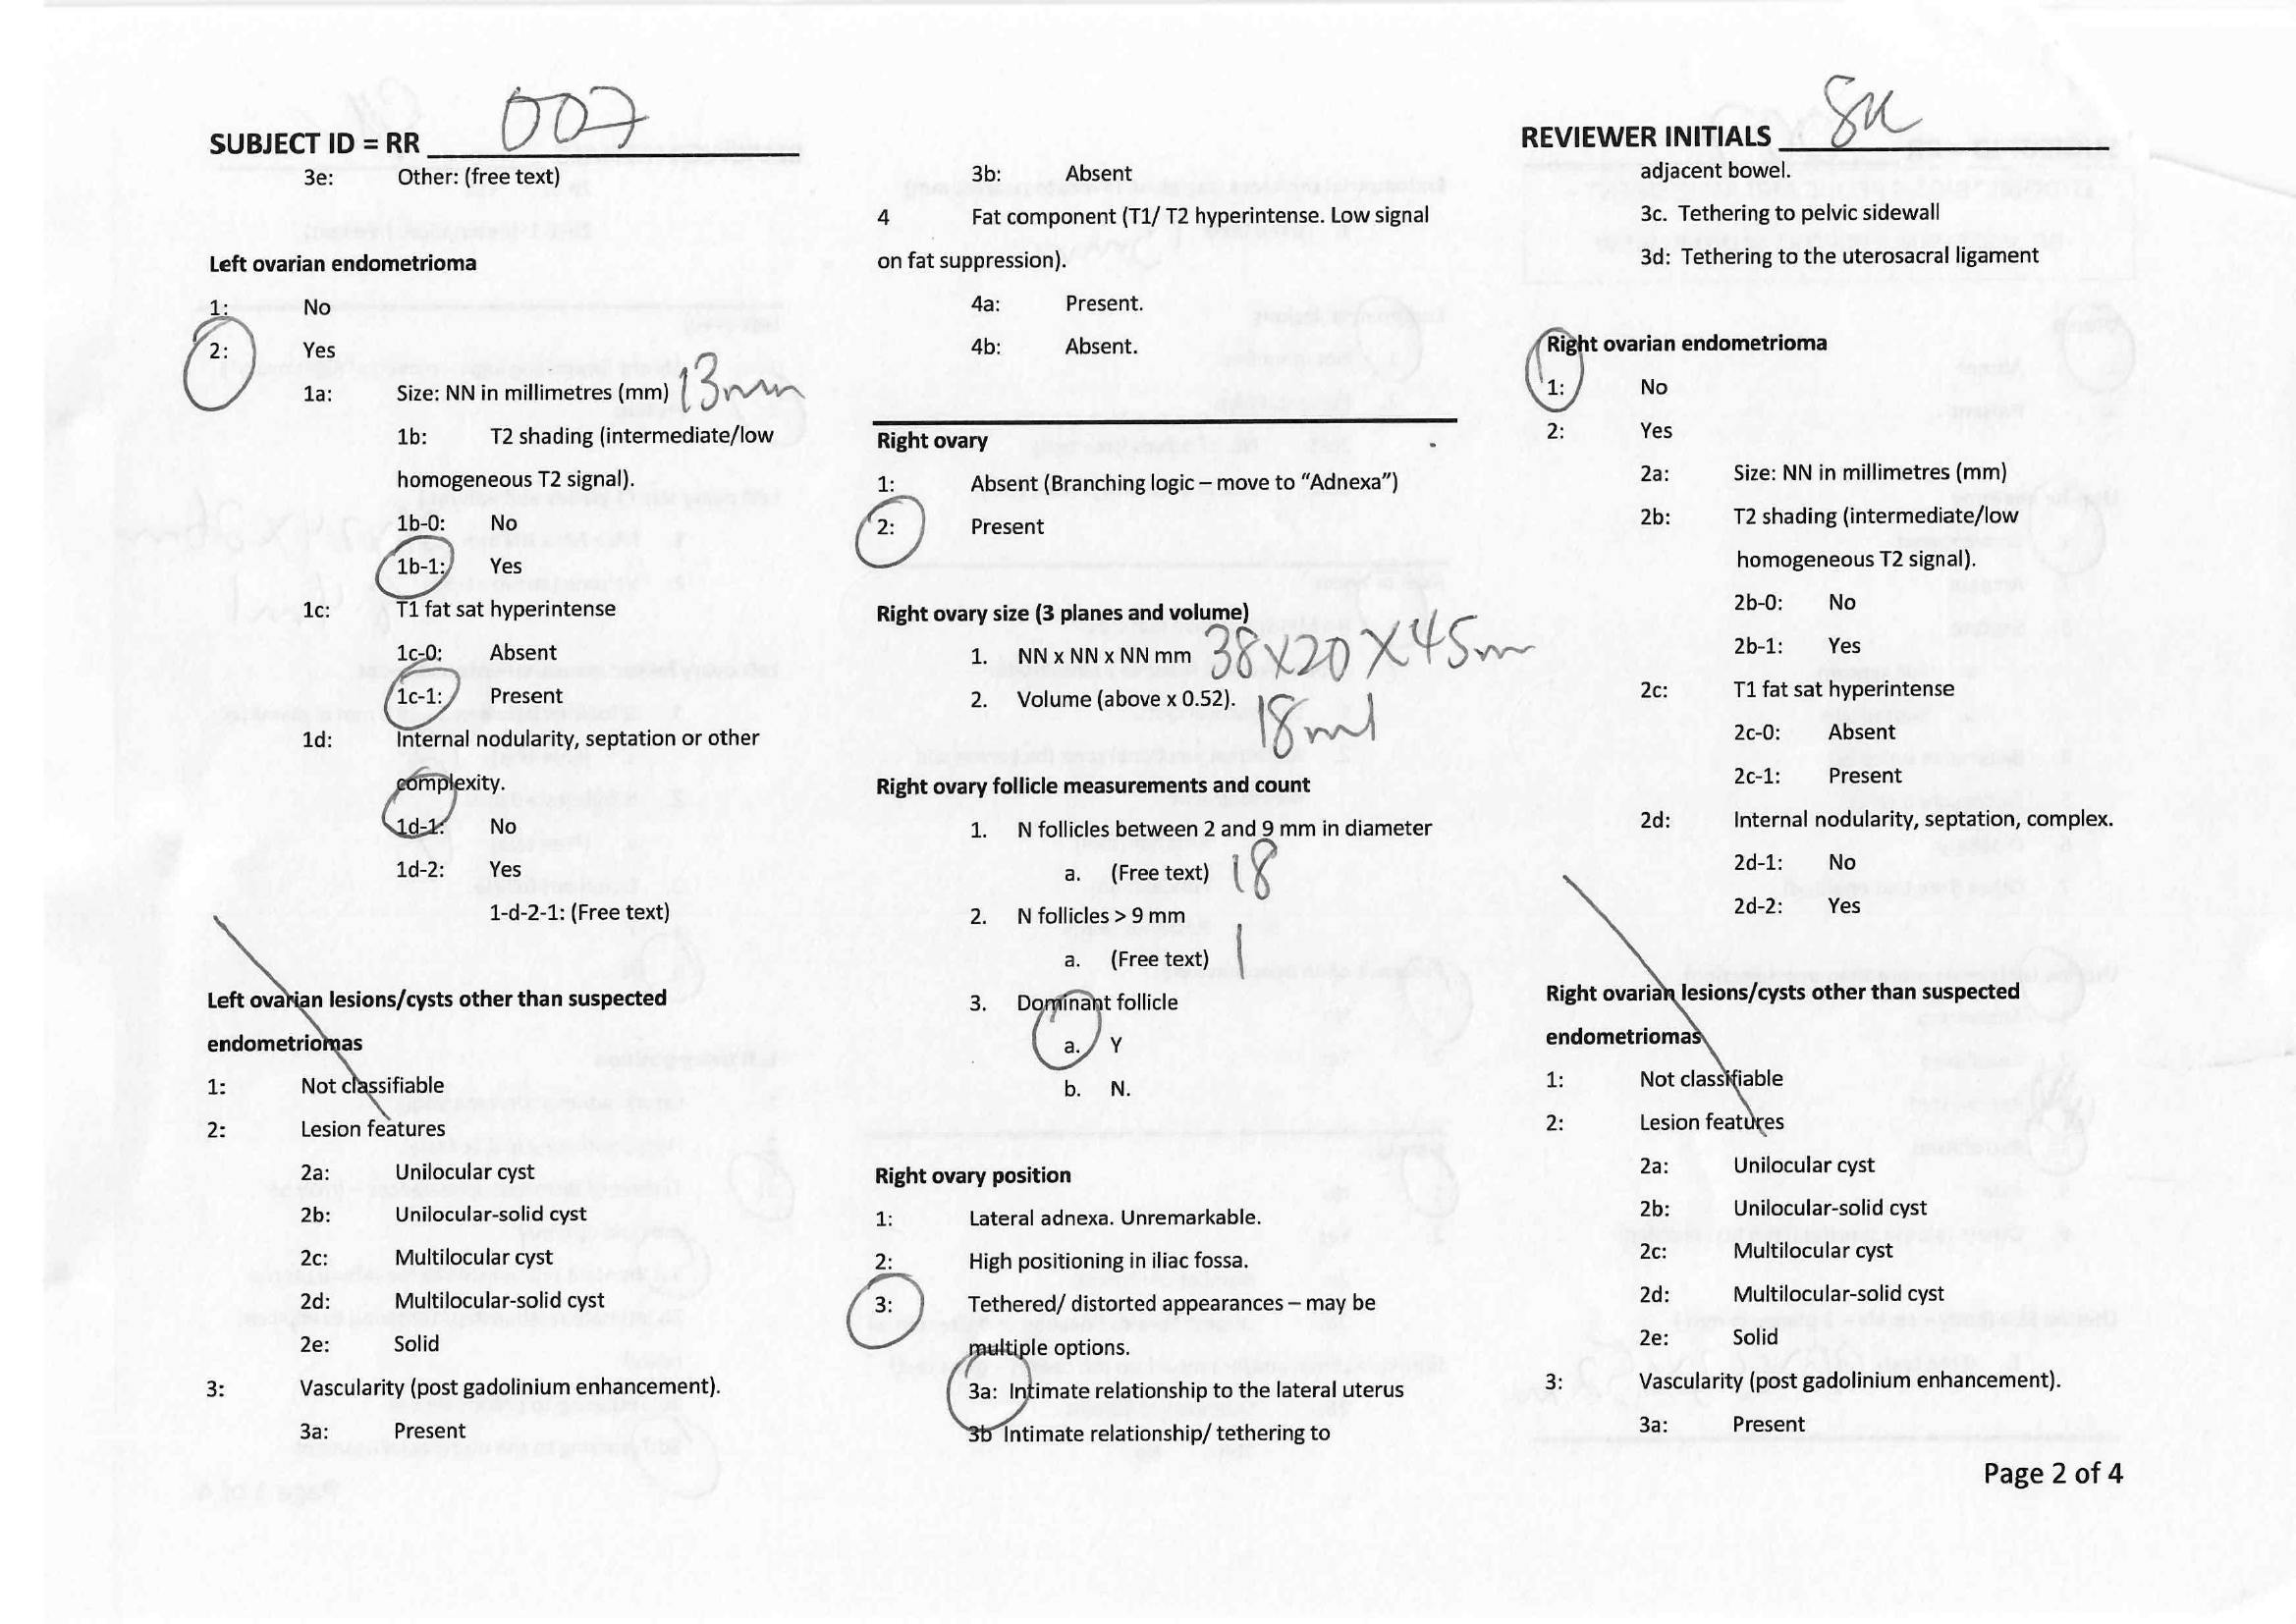 SUBJECT ID = RR 007
3e: Other: (free text)
Left ovarian endometrioma
1: No
2: Yes
1a: Size: NN in millimetres (mm) 13mm
1b: T2 shading (intermediate/low
homogeneous T2 signal).
1b-0: No
1b-1: Yes
1c: T1 fat sat hyperintense
1c-0: Absent
1c-1: Present
1d: Internal nodularity, septation or other
complexity.
1d-1: No
1d-2: Yes
1-d-2-1: (Free text)
Left ovarian lesions/cysts other than suspected
endometriomas
1: Not classifiable
2: Lesion features
2a: Unilocular cyst
2b: Unilocular-solid cyst
2c: Multilocular cyst
2d: Multilocular-solid cyst
2e: Solid
3: Vascularity (post gadolinium enhancement).
3a: Present
3b: Absent
4 Fat component (T1/ T2 hyperintense. Low signal
on fat suppression).
4a: Present.
4b: Absent.
Right ovary
1: Absent (Branching logic – move to “Adnexa”)
2: Present
Right ovary size (3 planes and volume)
1. NN x NN x NN mm 38x20x45m
2. Volume (above x 0.52). 18ml
Right ovary follicle measurements and count
1. N follicles between 2 and 9 mm in diameter
a. (Free text) 18
2. N follicles > 9 mm
a. (Free text) 1
3. Dominant follicle
a. Y
b. N.
Right ovary position
1: Lateral adnexa. Unremarkable.
2: High positioning in iliac fossa.
3: Tethered/ distorted appearances – may be
multiple options.
3a: Intimate relationship to the lateral uterus
3b Intimate relationship/ tethering to
REVIEWER INITIALS
adjacent bowel.
3c. Tethering to pelvic sidewall
3d: Tethering to the uterosacral ligament
Right ovarian endometrioma
1: No
2: Yes
2a: Size: NN in millimetres (mm)
2b: T2 shading (intermediate/low
homogeneous T2 signal).
2b-0: No
2b-1: Yes
2c: T1 fat sat hyperintense
2c-0: Absent
2c-1: Present
2d: Internal nodularity, septation, complex.
2d-1: No
2d-2: Yes
Right ovarian lesions/cysts other than suspected
endometriomas
1: Not classifiable
2: Lesion features
2a: Unilocular cyst
2b: Unilocular-solid cyst
2c: Multilocular cyst
2d: Multilocular-solid cyst
2e: Solid
3: Vascularity (post gadolinium enhancement).
3a: Present
Page 2 of 4